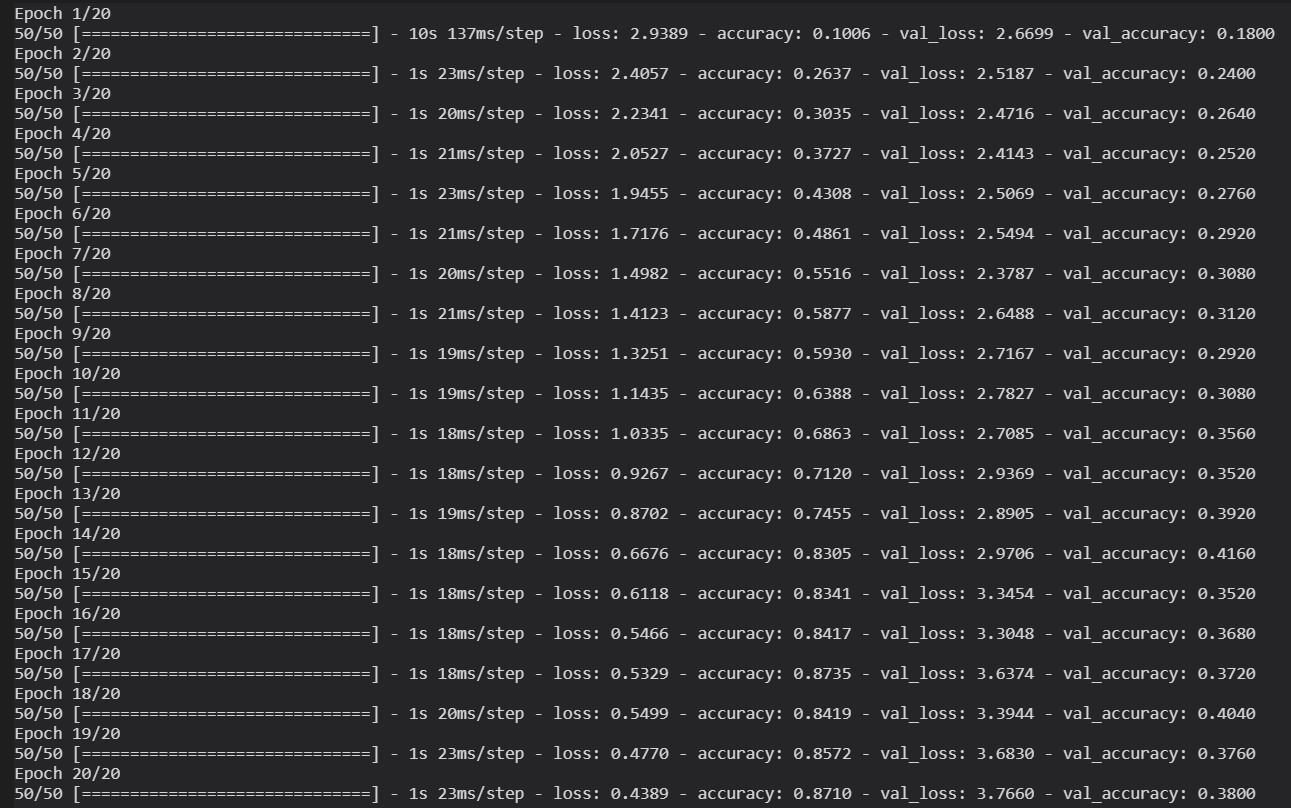 Epoch 1/20
50/50 [==============================] - 10s 137ms/step - loss: 2.9389 - accuracy: 0.1006 - val_loss: 2.6699 - val_accuracy: 0.1800
Epoch 2/20
50/50 [==============================] - 1s 23ms/step - loss: 2.4057 - accuracy: 0.2637 - val_loss: 2.5187 - val_accuracy: 0.2400
Epoch 3/20
50/50 [==============================] - 1s 20ms/step - loss: 2.2341 - accuracy: 0.3035 - val_loss: 2.4716 - val_accuracy: 0.2640
Epoch 4/20
50/50 [==============================] - 1s 21ms/step - loss: 2.0527 - accuracy: 0.3727 - val_loss: 2.4143 - val_accuracy: 0.2520
Epoch 5/20
50/50 [==============================] - 1s 23ms/step - loss: 1.9455 - accuracy: 0.4308 - val_loss: 2.5069 - val_accuracy: 0.2760
Epoch 6/20
50/50 [==============================] - 1s 21ms/step - loss: 1.7176 - accuracy: 0.4861 - val_loss: 2.5494 - val_accuracy: 0.2920
Epoch 7/20
50/50 [==============================] - 1s 20ms/step - loss: 1.4982 - accuracy: 0.5516 - val_loss: 2.3787 - val_accuracy: 0.3080
Epoch 8/20
50/50 [==============================] - 1s 21ms/step - loss: 1.4123 - accuracy: 0.5877 - val_loss: 2.6488 - val_accuracy: 0.3120
Epoch 9/20
50/50 [==============================] - 1s 19ms/step - loss: 1.3251 - accuracy: 0.5930 - val_loss: 2.7167 - val_accuracy: 0.2920
Epoch 10/20
50/50 [==============================] - 1s 19ms/step - loss: 1.1435 - accuracy: 0.6388 - val_loss: 2.7827 - val_accuracy: 0.3080
Epoch 11/20
50/50 [==============================] - 1s 18ms/step - loss: 1.0335 - accuracy: 0.6863 - val_loss: 2.7085 - val_accuracy: 0.3560
Epoch 12/20
50/50 [==============================] - 1s 18ms/step - loss: 0.9267 - accuracy: 0.7120 - val_loss: 2.9369 - val_accuracy: 0.3520
Epoch 13/20
50/50 [==============================] - 1s 19ms/step - loss: 0.8702 - accuracy: 0.7455 - val_loss: 2.8905 - val_accuracy: 0.3920
Epoch 14/20
50/50 [==============================] - 1s 18ms/step - loss: 0.6676 - accuracy: 0.8305 - val_loss: 2.9706 - val_accuracy: 0.4160
Epoch 15/20
50/50 [==============================] - 1s 18ms/step - loss: 0.6118 - accuracy: 0.8341 - val_loss: 3.3454 - val_accuracy: 0.3520
Epoch 16/20
50/50 [==============================] - 1s 18ms/step - loss: 0.5466 - accuracy: 0.8417 - val_loss: 3.3048 - val_accuracy: 0.3680
Epoch 17/20
50/50 [==============================] - 1s 18ms/step - loss: 0.5329 - accuracy: 0.8735 - val_loss: 3.6374 - val_accuracy: 0.3720
Epoch 18/20
50/50 [==============================] - 1s 20ms/step - loss: 0.5499 - accuracy: 0.8419 - val_loss: 3.3944 - val_accuracy: 0.4040
Epoch 19/20
50/50 [==============================] - 1s 23ms/step - loss: 0.4770 - accuracy: 0.8572 - val_loss: 3.6830 - val_accuracy: 0.3760
Epoch 20/20
50/50 [==============================] - 1s 23ms/step - loss: 0.4389 - accuracy: 0.8710 - val_loss: 3.7660 - val_accuracy: 0.3800